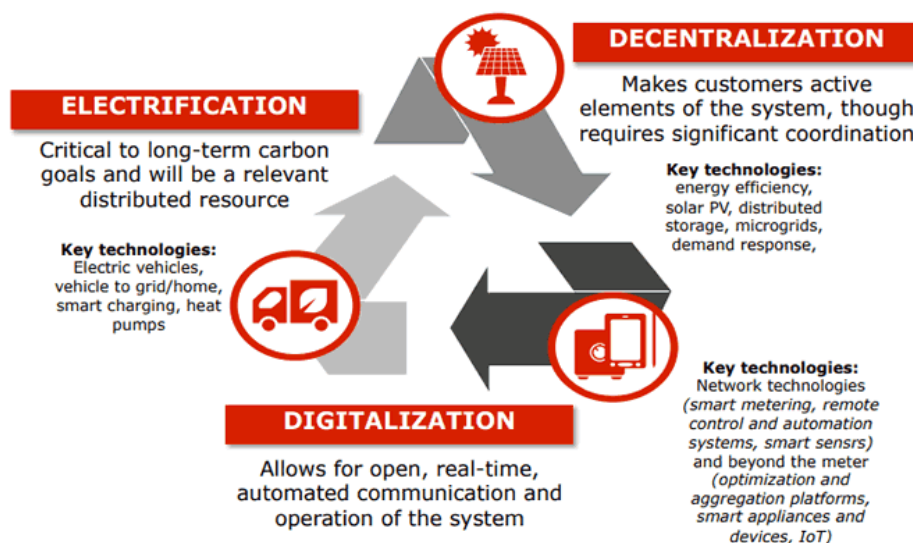 DECENTRALIZATION
Makes customers active
elements of the system, though
requires significant coordination
Key technologies:
energy efficiency,
solar PV, distributed
storage, microgrids,
demand response,
ELECTRIFICATION
Critical to long-term carbon
goals and will be a relevant
distributed resource
Key technologies:
Electric vehicles,
vehicle to grid/home,
smart charging, heat
pumps
DIGITALIZATION
Allows for open, real-time,
automated communication and
operation of the system
Key technologies:
Network technologies
(smart metering, remote
control and automation
systems, smart sensrs)
and beyond the meter
(optimization and
aggregation platforms,
smart appliances and
devices, IoT)